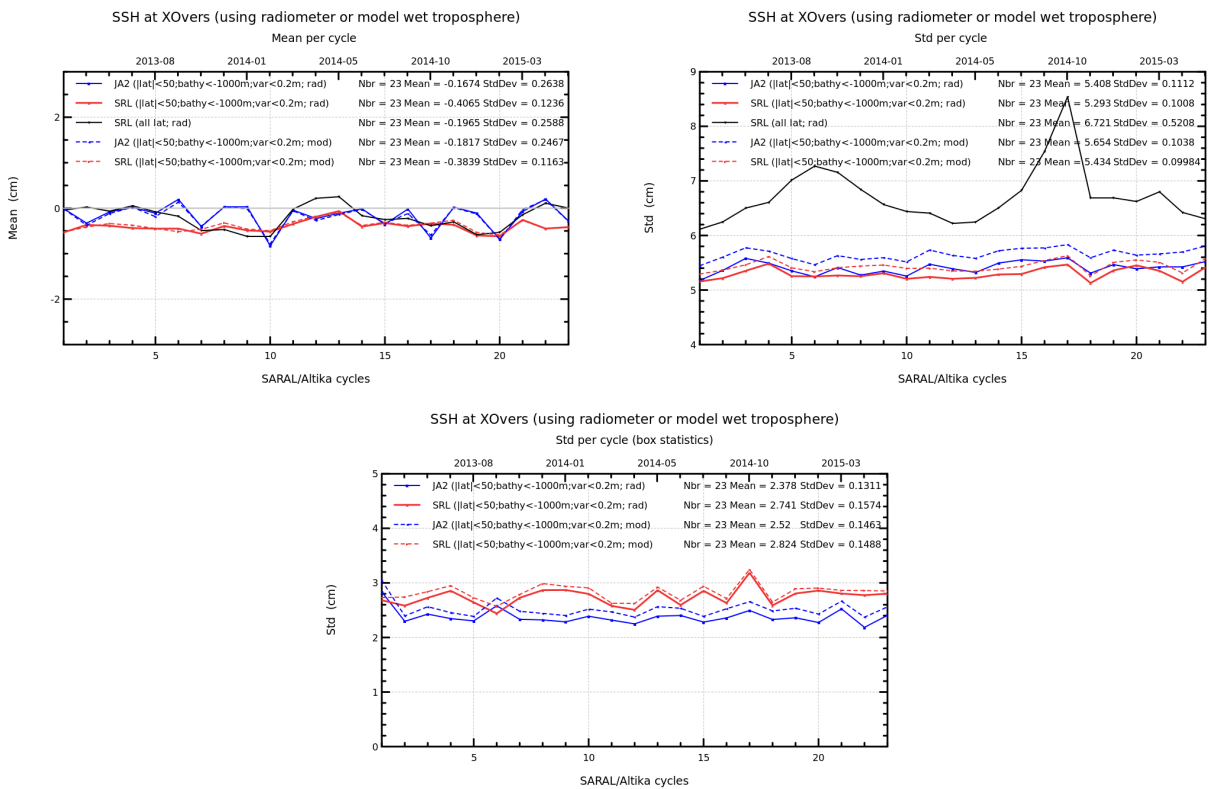 SSH at XOvers (using radiometer or model wet troposphere)
Mean per cycle
2013-08 2014-01 2014-05 2014-10 2015-03
JA2 (|lat|<50;bathy<-1000m;var<0.2m; rad) Nbr = 23 Mean = -0.1674 StdDev = 0.2638
SRL (|lat|<50;bathy<-1000m;var<0.2m; rad) Nbr = 23 Mean = -0.4065 StdDev = 0.1236
SRL (all lat; rad) Nbr = 23 Mean = -0.1965 StdDev = 0.2588
JA2 (|lat|<50;bathy<-1000m;var<0.2m; mod) Nbr = 23 Mean = -0.1817 StdDev = 0.2467
SRL (|lat|<50;bathy<-1000m;var<0.2m; mod) Nbr = 23 Mean = -0.3839 StdDev = 0.1163
2
0
-2
Mean (cm)
5 10 15 20
SARAL/Altika cycles
SSH at XOvers (using radiometer or model wet troposphere)
Std per cycle
2013-08 2014-01 2014-05 2014-10 2015-03
JA2 (|lat|<50;bathy<-1000m;var<0.2m; rad) Nbr = 23 Mean = 5.408 StdDev = 0.1112
SRL (|lat|<50;bathy<-1000m;var<0.2m; rad) Nbr = 23 Mean = 5.293 StdDev = 0.1008
SRL (all lat; rad) Nbr = 23 Mean = 6.721 StdDev = 0.5208
JA2 (|lat|<50;bathy<-1000m;var<0.2m; mod) Nbr = 23 Mean = 5.654 StdDev = 0.1038
SRL (|lat|<50;bathy<-1000m;var<0.2m; mod) Nbr = 23 Mean = 5.434 StdDev = 0.09984
9
8
7
6
5
4
Std (cm)
5 10 15 20
SARAL/Altika cycles
SSH at XOvers (using radiometer or model wet troposphere)
Std per cycle (box statistics)
2013-08 2014-01 2014-05 2014-10 2015-03
JA2 (|lat|<50;bathy<-1000m;var<0.2m; rad) Nbr = 23 Mean = 2.378 StdDev = 0.1311
SRL (|lat|<50;bathy<-1000m;var<0.2m; rad) Nbr = 23 Mean = 2.741 StdDev = 0.1574
JA2 (|lat|<50;bathy<-1000m;var<0.2m; mod) Nbr = 23 Mean = 2.52 StdDev = 0.1463
SRL (|lat|<50;bathy<-1000m;var<0.2m; mod) Nbr = 23 Mean = 2.824 StdDev = 0.1488
5
4
3
2
1
0
Std (cm)
5 10 15 20
SARAL/Altika cycles